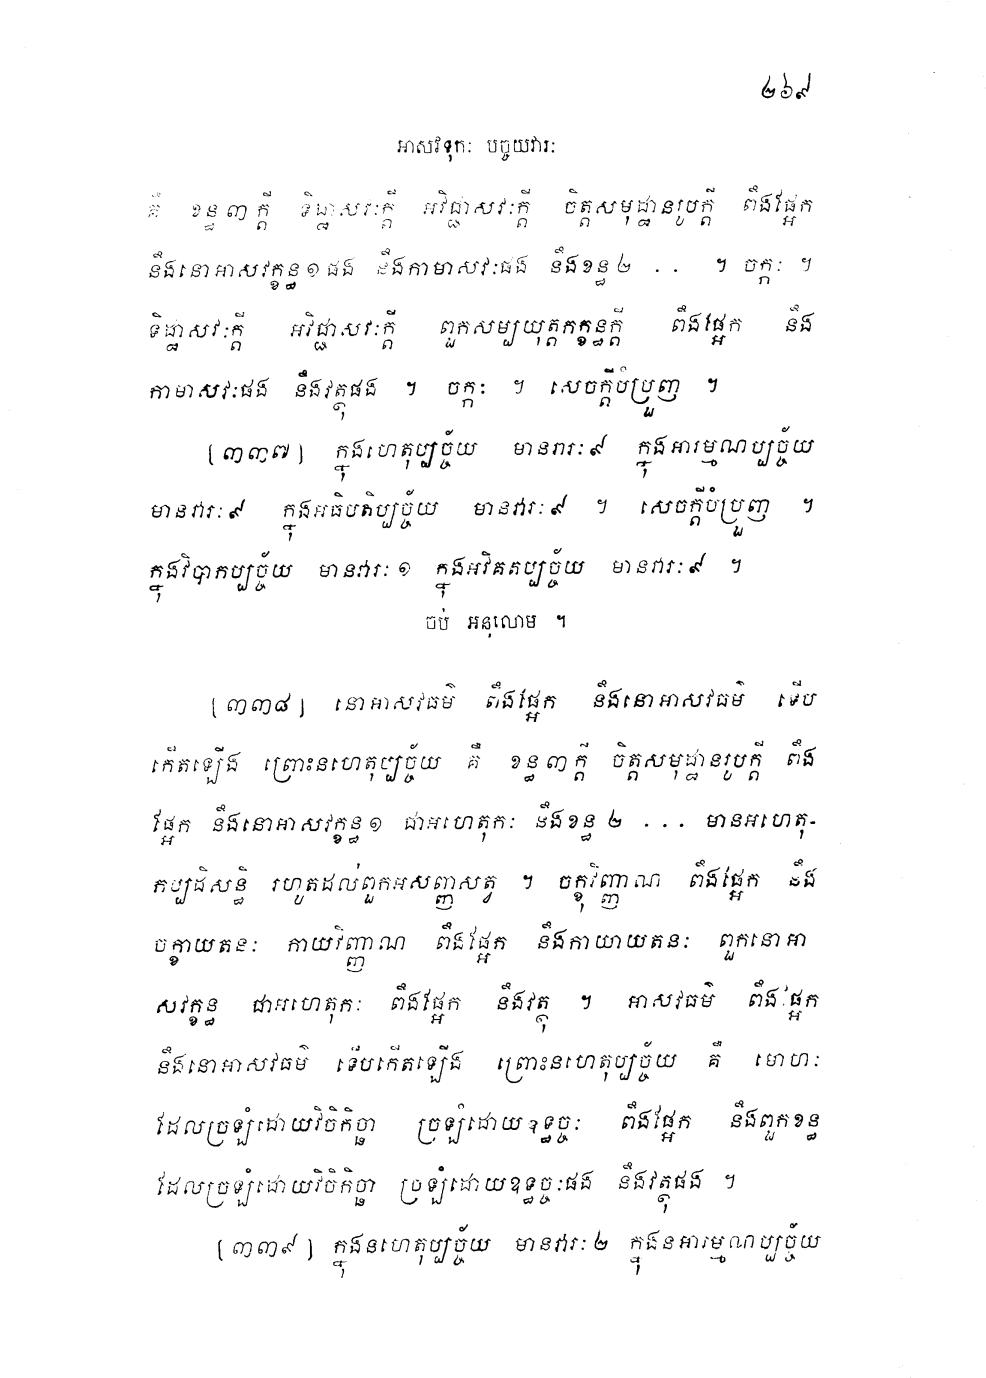 ២៦៩
អាសវទុកៈ បច្ចយវារៈ
គឺ ខន្ធ៣ក្តី ទិដ្ឋាសវៈក្តី អវិជ្ជាសវៈក្តី ចិត្តសមុដ្ឋានរូបក្តី ពឹងផ្អែក
នឹងនោអាសវក្ខន្ធ១ផង នឹងកាមាសវៈផង នឹងខន្ធ២ .. ។ ចក្កៈ ។
ទិដ្ឋាសវៈក្តី អវិជ្ជាសវៈក្តី ពួកសម្បយុត្តកក្ខន្ធក្តី ពឹងផ្អែក នឹង
កាមាសវៈផង នឹងវត្ថុផង ។ ចក្កៈ ។ សេចក្តីបំប្រួញ ។
[៣៣៧] ក្នុងហេតុប្បច្ច័យ មានវារៈ៩ ក្នុងអារម្មណប្បច្ច័យ
មានវារៈ៩ ក្នុងអធិបតិប្បច្ច័យ មានវារៈ៩ ។ សេចក្តីបំប្រួញ ។
ក្នុងវិបាកប្បច្ច័យ មានវារៈ១ ក្នុងអវិគតប្បច្ច័យ មានវារៈ៩ ។
ចប់ អនុលោម ។
[៣៣៨] នោអាសវធម៌ ពឹងផ្អែក នឹងនោអាសវធម៌ ទើប
កើតឡើង ព្រោះនហេតុប្បច្ច័យ គឺ ខន្ធ៣ក្តី ចិត្តសមុដ្ឋានរូបក្តី ពឹង
ផ្អែក នឹងនោអាសវក្ខន្ធ១ ជាអហេតុកៈ នឹងខន្ធ២ ... មានអហេតុ-
កប្បដិសន្ធិ រហូតដល់ពួកអសញ្ញសត្វ ។ ចក្ខុវិញ្ញាណ ពឹងផ្អែក នឹង
ចក្ខាយតនៈ កាយវិញ្ញាណ ពឹងផ្អែក នឹងកាយាយតនៈ ពួកនោអា
សវក្ខន្ធ ជាអហេតុកៈ ពឹងផ្អែក នឹងវត្ថុ ។ អាសវធម៌ ពឹងផ្អែក
នឹងនោអាសវធម៌ ទើបកើតឡើង ព្រោះនហេតុប្បច្ច័យ គឺ មោហៈ
ដែលច្រឡំដោយវិចិកិច្ឆា ច្រឡំដោយឧទ្ធច្ចៈ ពឹងផ្អែក នឹងពួកខន្ធ
ដែលច្រឡំដោយវិចិកិច្ឆា ច្រឡំដោយឧទ្ធច្ចៈផង នឹងវត្ថុផង ។
[៣៣៩] ក្នុងនហេតុប្បច្ច័យ មានវារៈ២ ក្នុងនអារម្មណប្បច្ច័យ